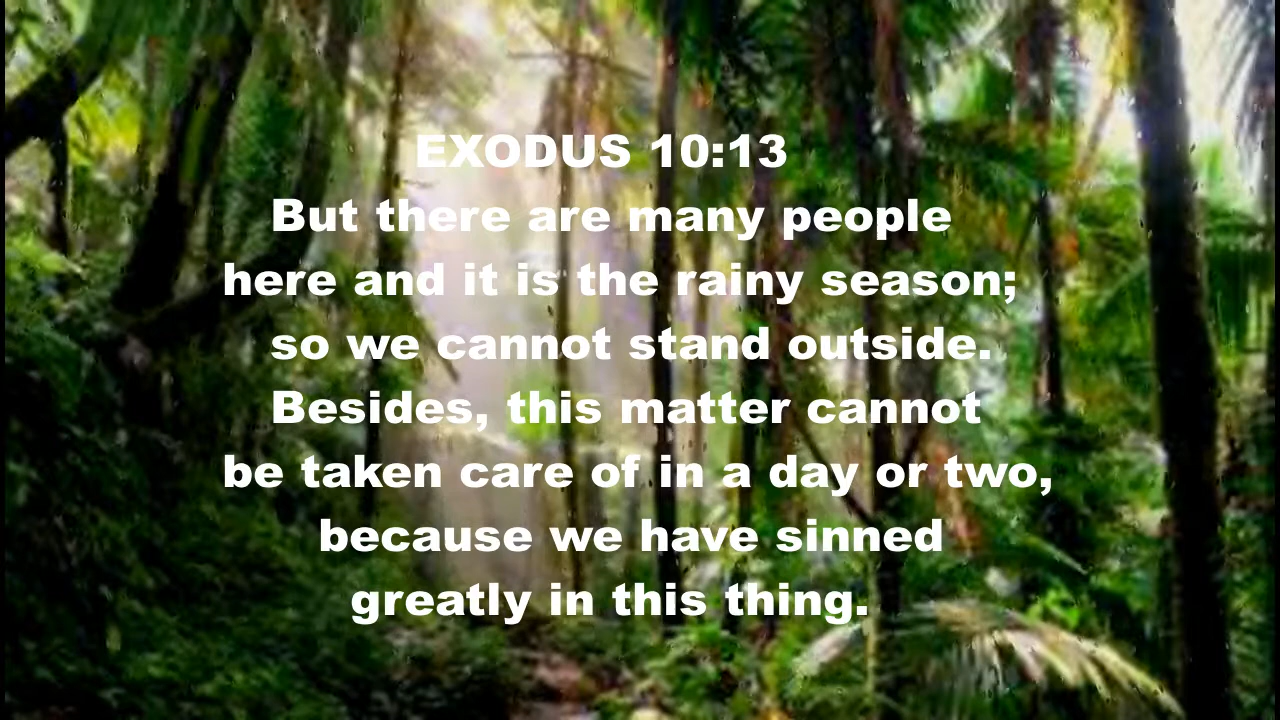 EXODUS 10:13
But there are many people
here and it is the rainy season;
so we cannot stand outside.
Besides, this matter cannot
be taken care of in a day or two,
because we have sinned
greatly in this thing.